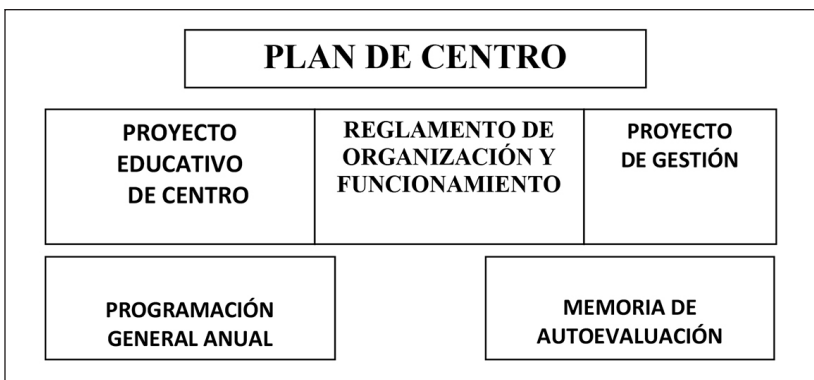 PLAN DE CENTRO
PROYECTO
EDUCATIVO
DE CENTRO
REGLAMENTO DE
ORGANIZACIÓN Y
FUNCIONAMIENTO
PROYECTO
DE GESTIÓN
PROGRAMACIÓN
GENERAL ANUAL
MEMORIA DE
AUTOEVALUACIÓN